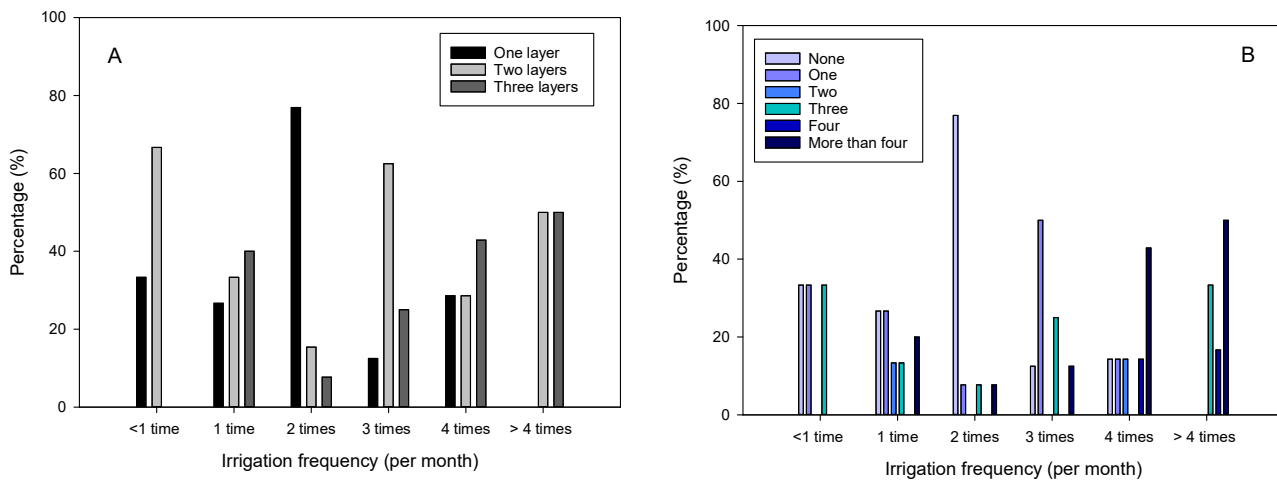 A
One layer
Two layers
Three layers
Percentage (%)
100
80
60
40
20
0
<1 time
1 time
2 times
3 times
4 times
> 4 times
Irrigation frequency (per month)
B
None
One
Two
Three
Four
More than four
Percentage (%)
100
80
60
40
20
0
<1 time
1 time
2 times
3 times
4 times
> 4 times
Irrigation frequency (per month)